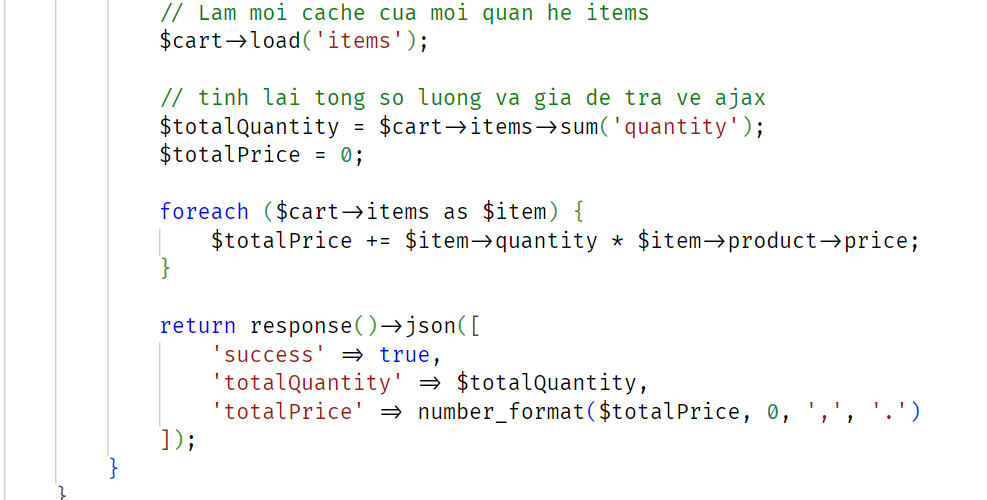 // Lam moi cache cua moi quan he items
$cart->load('items');
// tinh lai tong so luong va gia de tra ve ajax
$totalQuantity = $cart->items->sum('quantity');
$totalPrice = 0;
foreach ($cart->items as $item) {
$totalPrice += $item->quantity * $item->product->price;
}
return response()->json([
'success' => true,
'totalQuantity' => $totalQuantity,
'totalPrice' => number_format($totalPrice, 0, ',', '.')
]);
}
}